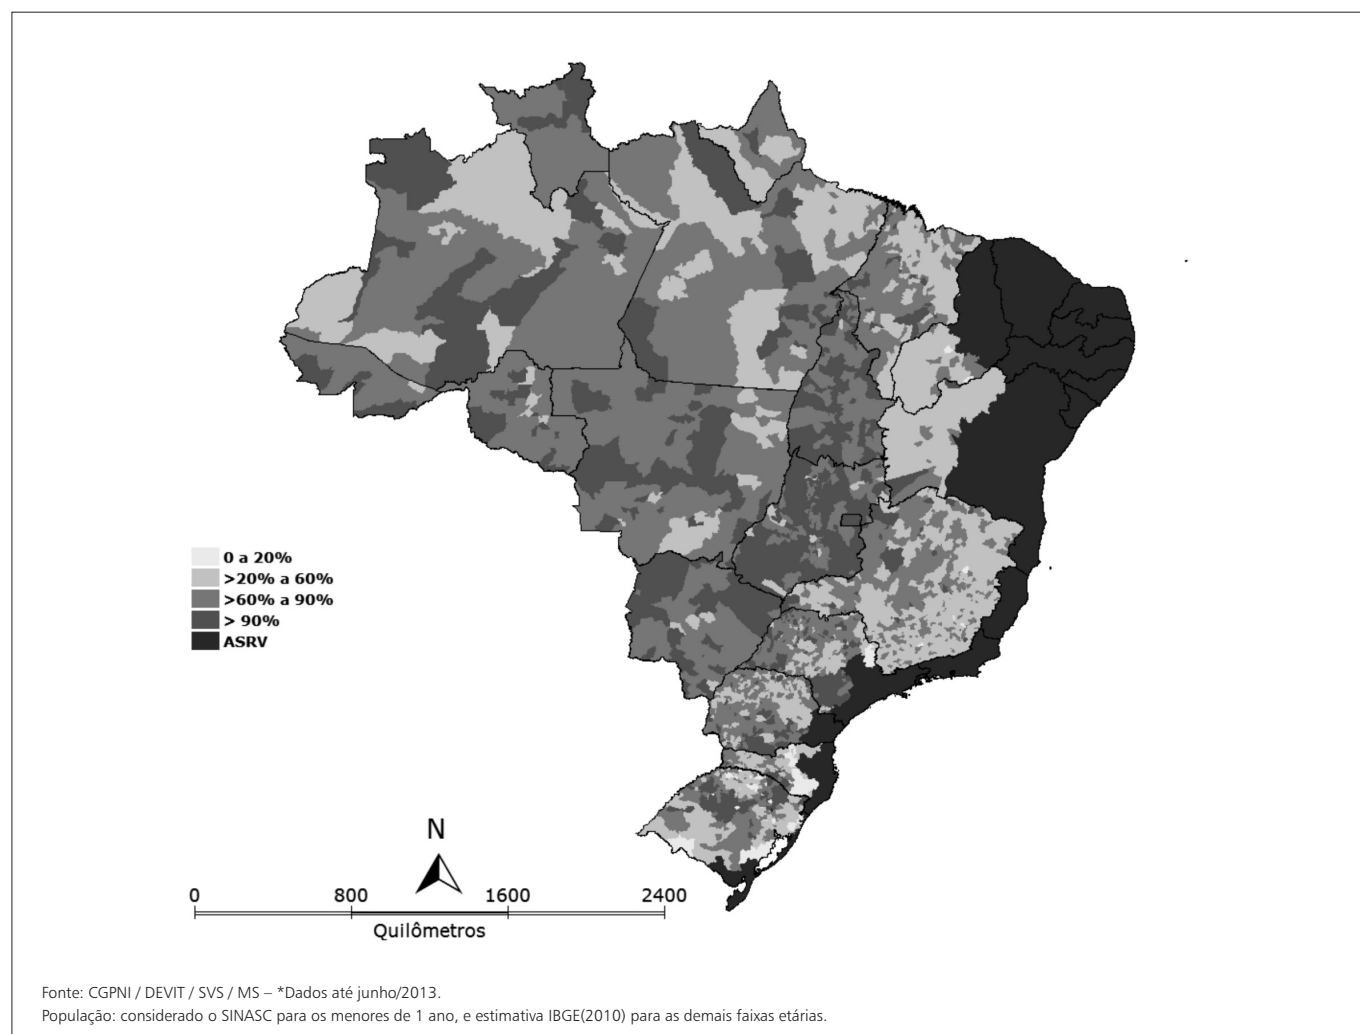 0 a 20%
>20% a 60%
>60% a 90%
> 90%
ASRV
N
0 800 1600 2400
Quilômetros
Fonte: CGPNI / DEVIT / SVS / MS – *Dados até junho/2013.
População: considerado o SINASC para os menores de 1 ano, e estimativa IBGE(2010) para as demais faixas etárias.